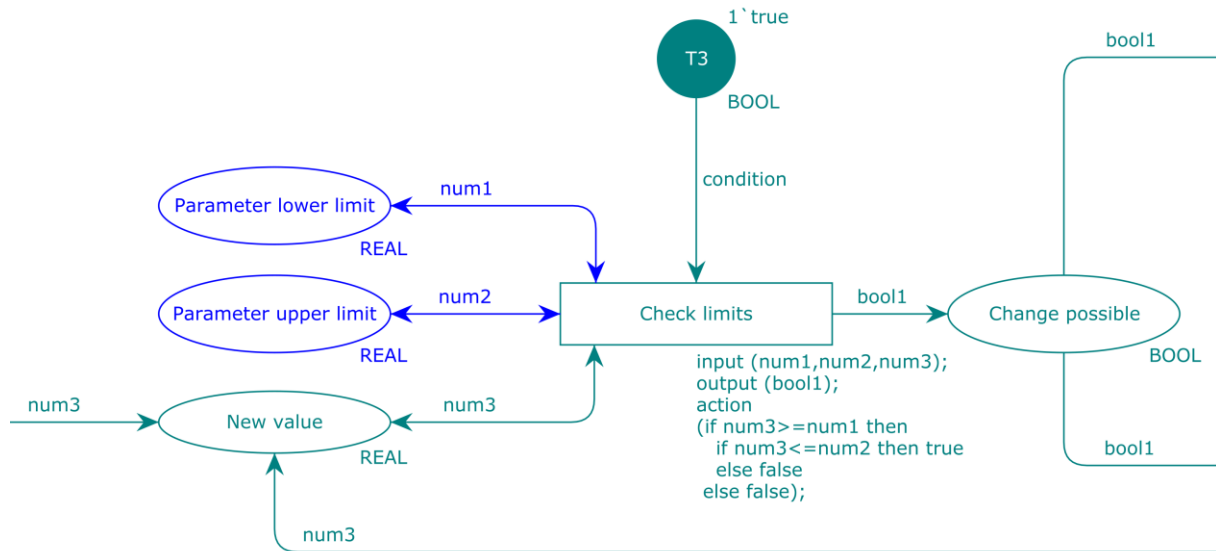 1`true
bool1
T3
BOOL
condition
num1
Parameter lower limit
REAL
num2
bool1
Parameter upper limit
Check limits
Change possible
REAL
BOOL
input (num1,num2,num3);
output (bool1);
action
(if num3>=num1 then
if num3<=num2 then true
else false
else false);
num3
num3
New value
REAL
bool1
num3